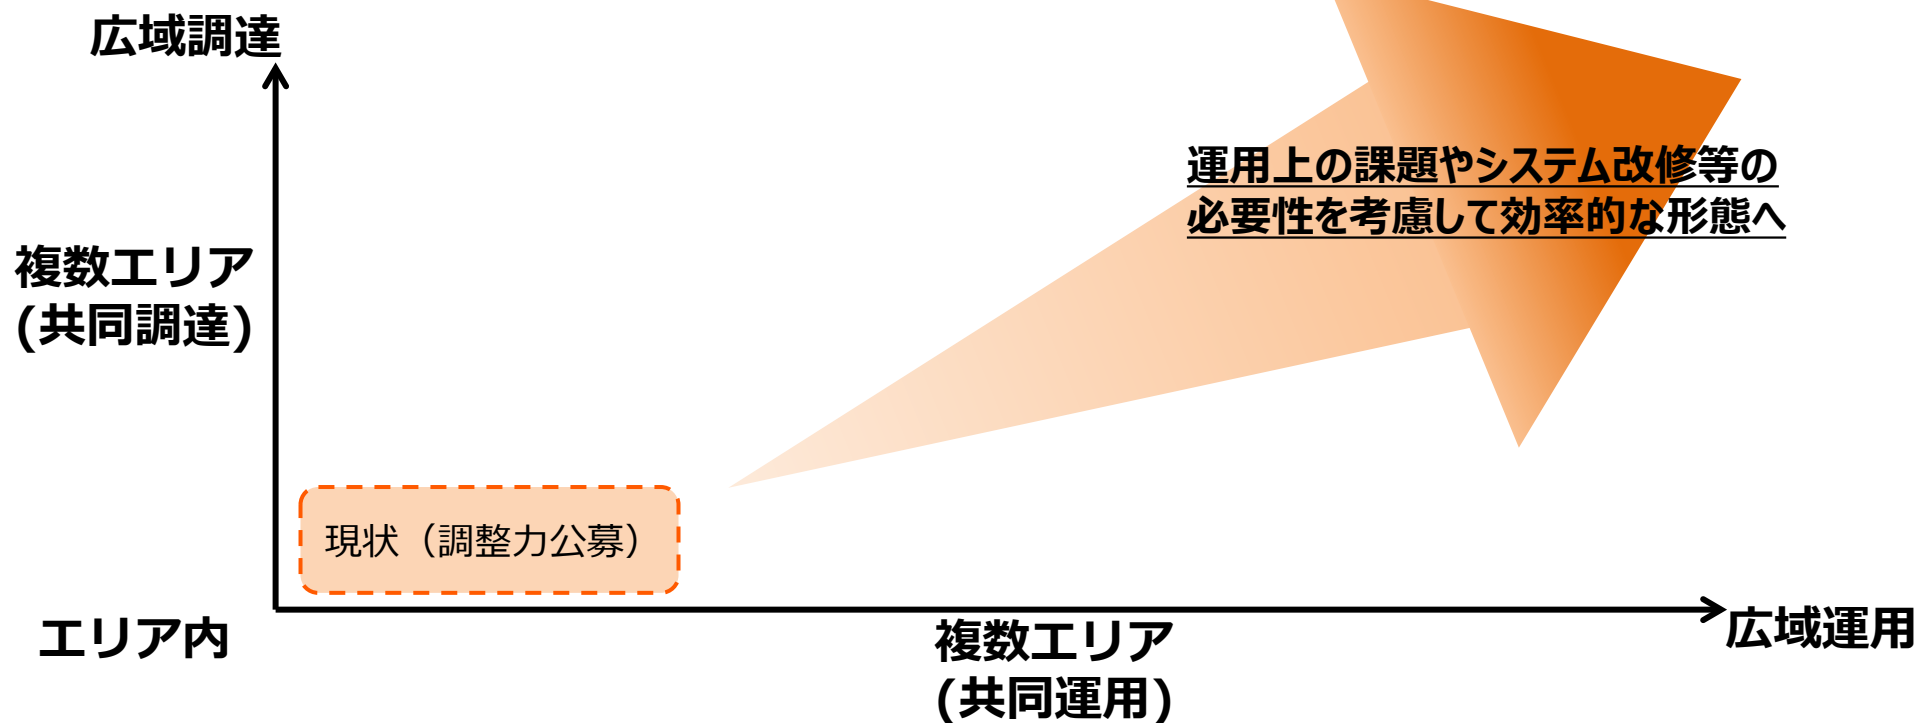 広域調達
運用上の課題やシステム改修等の
必要性を考慮して効率的な形態へ
複数エリア
(共同調達)
現状（調整力公募）
エリア内
複数エリア
(共同運用)
広域運用